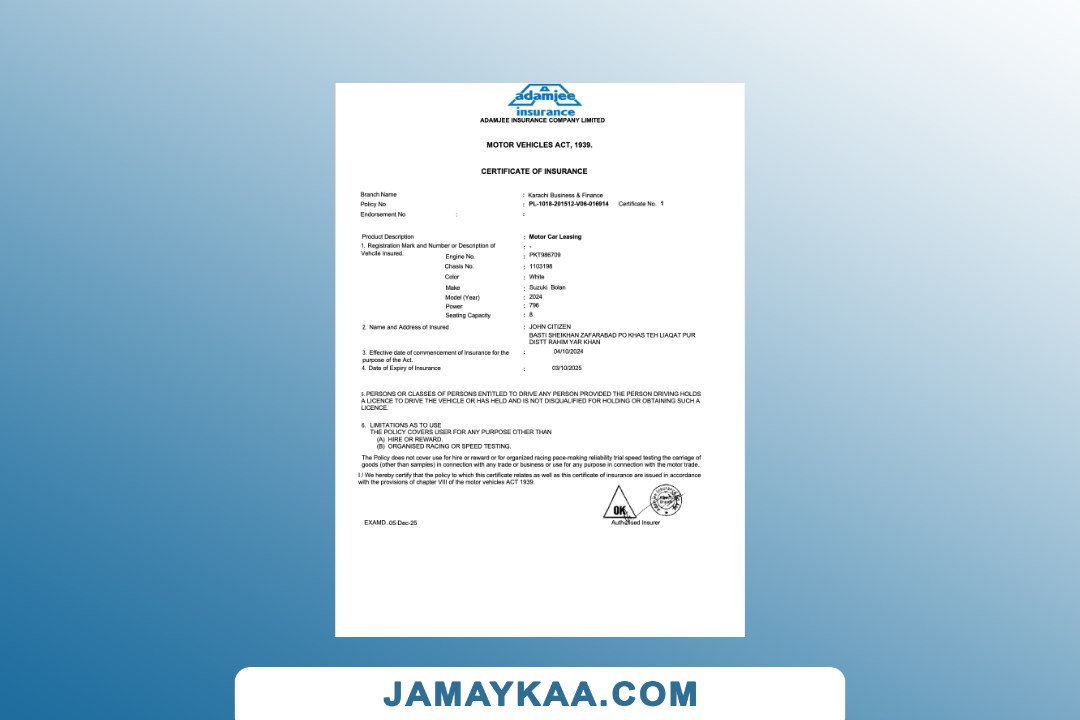 adamjee
insurance
ADAMJEE INSURANCE COMPANY LIMITED
MOTOR VEHICLES ACT, 1939.
CERTIFICATE OF INSURANCE
Branch Name : Karachi Business & Finance
Policy No : PL-1018-201512-V06-016914 Certificate No. 1
Endorsement No : :
Product Description : Motor Car Leasing
1. Registration Mark and Number or Description of : -
Vehcile Insured.
Engine No. : PKT986709
Chasis No. : 1103198
Color : White
Make : Suzuki Bolan
Model (Year) : 2024
Power : 796
Seating Capacity : 8
2. Name and Address of Insured : JOHN CITIZEN
BASTI SHEIKHAN ZAFARABAD PO KHAS TEH LIAQAT PUR
DISTT RAHIM YAR KHAN
3. Effective date of commencement of Insurance for the : 04/10/2024
purpose of the Act.
4. Date of Expiry of Insurance : 03/10/2025
5. PERSONS OR CLASSES OF PERSONS ENTITLED TO DRIVE ANY PERSON PROVIDED THE PERSON DRIVING HOLDS
A LICENCE TO DRIVE THE VEHICLE OR HAS HELD AND IS NOT DISQUALIFIED FOR HOLDING OR OBTAINING SUCH A
LICENCE.
6. LIMITATIONS AS TO USE
THE POLICY COVERS USER FOR ANY PURPOSE OTHER THAN
(A) HIRE OR REWARD.
(B) ORGANISED RACING OR SPEED TESTING.
The Policy does not cover use for hire or reward or for organized racing pace-making reliability trial speed testing the carriage of
goods (other than samples) in connection with any trade or business or use for any purpose in connection with the motor trade.
I / We hereby certify that the policy to which this certificate relates as well as this certificate of insurance are issued in accordance
with the provisions of chapter VIII of the motor vehicles ACT 1939.
OK
EXAMD .05-Dec-25
Authorised Insurer
JAMAYKAA.COM